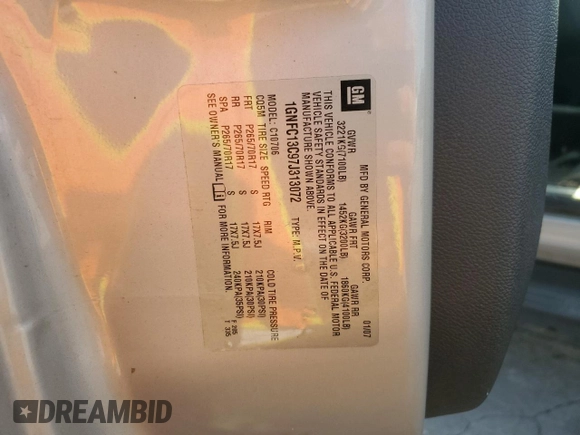 GM
MFD BY GENERAL MOTORS CORP. 01/07
GVWR GAWR FRT GAWR RR
3221KG(7100LB) 1452KG(3200LB) 1860KG(4100LB)
THIS VEHICLE CONFORMS TO ALL APPLICABLE U.S. FEDERAL MOTOR
VEHICLE SAFETY STANDARDS IN EFFECT ON THE DATE OF
MANUFACTURE SHOWN ABOVE.
1GNFC13C97J313072 TYPE: M.P.V.
MODEL: C10706
CQ5M TIRE SIZE SPEED RTG RIM COLD TIRE PRESSURE
FRT P265/70R17 S 17X7.5J 210KPA(30PSI)
RR P265/70R17 S 17X7.5J 210KPA(30PSI)
SPA P265/70R17 S 17X7.5J 240KPA(35PSI)
SEE OWNER'S MANUAL i FOR MORE INFORMATION.
DREAMBID